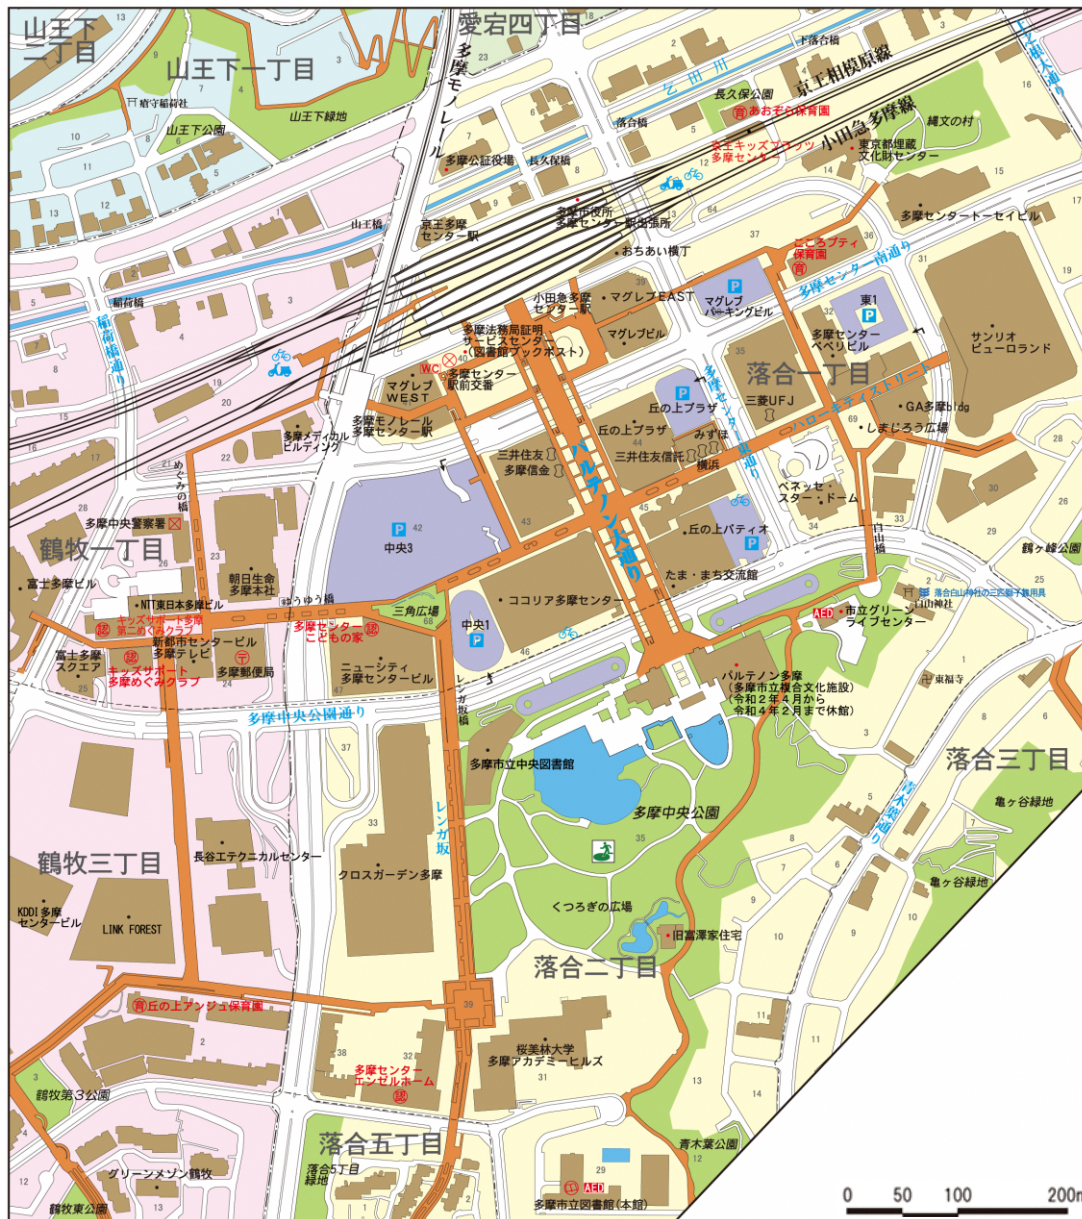 山王下
二丁目
愛宕四丁目
多摩モノレール
山王下一丁目
下落合橋
上之根大通り
乙田川
京王相模原線
小田急多摩線
瘡守稲荷社
山王下緑地
山王下公園
長久保公園
あおぞら保育園
落合橋
縄文の村
京王キッズプラッツ
多摩センター
東京都埋蔵
文化財センター
多摩公証役場
長久保橋
山王橋
京王多摩
センター駅
多摩市役所
多摩センター駅出張所
多摩センタートーセイビル
おちあい横丁
こころプティ
保育園
多摩センター南通り
稲荷橋
稲荷橋通り
小田急多摩
センター駅
マグレブEAST
マグレブ
パーキングビル
東1
P
多摩法務局証明
サービスセンター
(図書館ブックポスト)
マグレブビル
多摩センター
ペペリビル
サンリオ
ピューロランド
WC
多摩センター
駅前交番
マグレブ
WEST
落合一丁目
三菱UFJ
ハローキティストリート
多摩モノレール
多摩センター駅
丘の上プラザ
丘の上プラザ
GA多摩bldg
しまじろう広場
多摩メディカル
ビルディング
みずほ
三井住友
多摩信金
三井住友信託
横浜
パルテノン大通り
多摩センター東通り
めぐみの橋
ベネッセ・
スター・ドーム
多摩中央警察署
中央3
P
丘の上パティオ
P
白山橋
鶴牧一丁目
鶴ヶ峰公園
富士多摩ビル
朝日生命
多摩本社
たま・まち交流館
NTT東日本多摩ビル
ゆうゆう橋
三角広場
ココリア多摩センター
落合白山神社の三匹獅子舞用具
白山神社
キッズサポート多摩
第二めぐみクラブ
多摩センター
こどもの家
中央1
P
AED
市立グリーン
ライブセンター
新都市センタービル
多摩テレビ
富士多摩
スクエア
キッズサポート
多摩めぐみクラブ
多摩郵便局
ニューシティ
多摩センタービル
パルテノン多摩
(多摩市立複合文化施設)
(令和2年4月から
令和4年2月まで休館)
東福寺
レンガ坂橋
多摩中央公園通り
多摩市立中央図書館
落合三丁目
青木葉通り
亀ヶ谷緑地
多摩中央公園
レンガ坂
長谷工テクニカルセンター
鶴牧三丁目
クロスガーデン多摩
亀ヶ谷緑地
KDDI多摩
センタービル
LINK FOREST
くつろぎの広場
旧富澤家住宅
落合二丁目
丘の上アンジュ保育園
桜美林大学
多摩アカデミーヒルズ
多摩センター
エンゼルホーム
鶴牧第3公園
落合五丁目
青木葉公園
グリーンメゾン鶴牧
落合5丁目
緑地
AED
多摩市立図書館(本館)
鶴牧東公園
0 50 100 200m